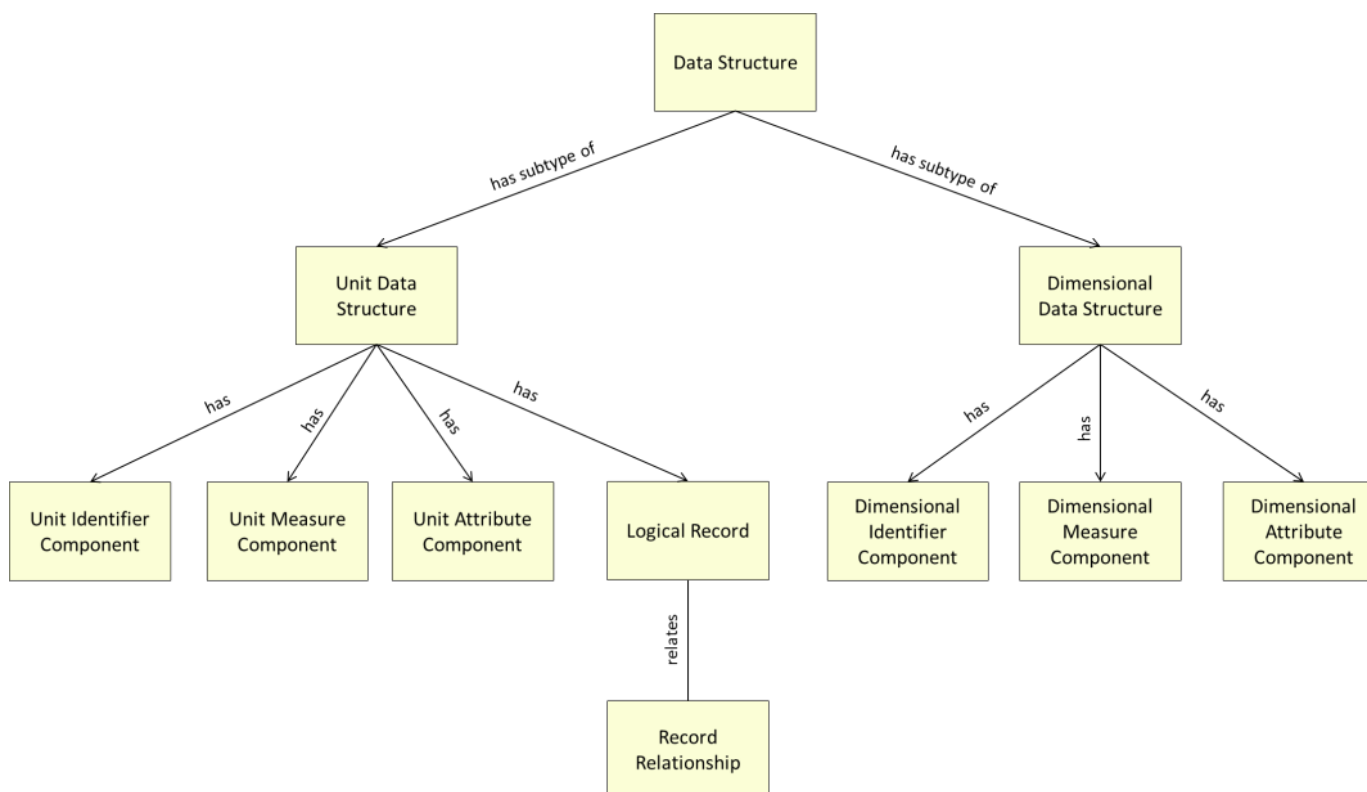 Data Structure
has subtype of
has subtype of
Unit Data
Structure
Dimensional
Data Structure
has
has
has
has
has
has
has
Unit Identifier
Component
Unit Measure
Component
Unit Attribute
Component
Logical Record
Dimensional
Identifier
Component
Dimensional
Measure
Component
Dimensional
Attribute
Component
relates
Record
Relationship